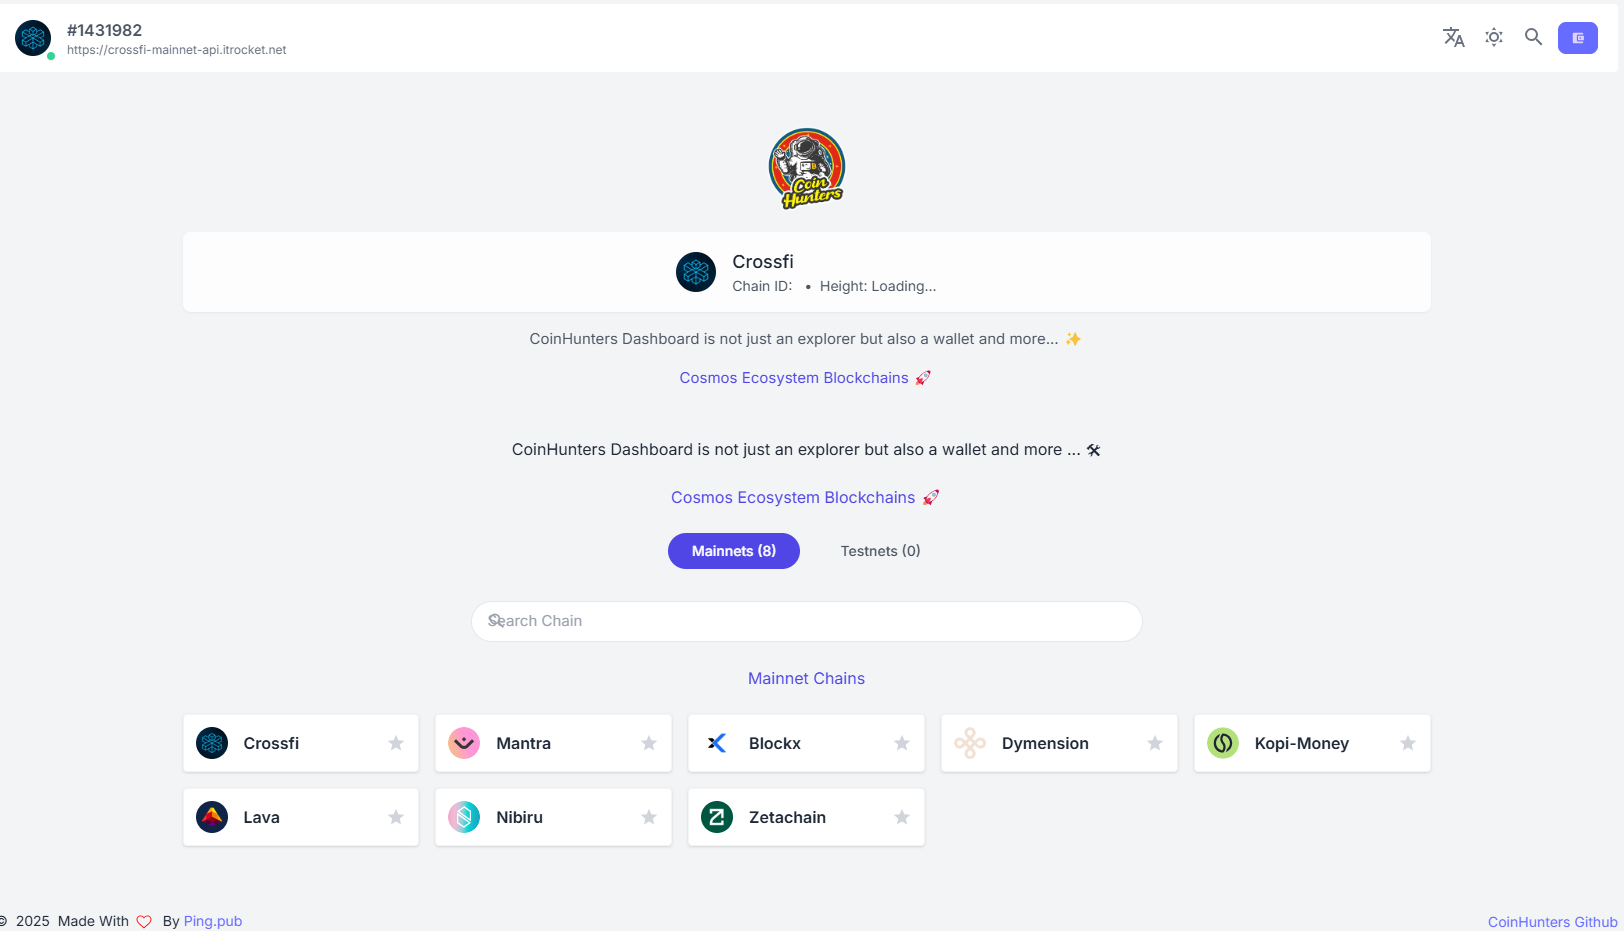 #1431982
https://crossfi-mainnet-api.itrocket.net
Coin
Hunters
Crossfi
Chain ID: • Height: Loading...
CoinHunters Dashboard is not just an explorer but also a wallet and more... ✨
Cosmos Ecosystem Blockchains 🚀
CoinHunters Dashboard is not just an explorer but also a wallet and more ... 🛠
Cosmos Ecosystem Blockchains 🚀
Mainnets (8) Testnets (0)
Search Chain
Mainnet Chains
Crossfi Mantra Blockx Dymension Kopi-Money
Lava Nibiru Zetachain
© 2025 Made With ♡ By Ping.pub CoinHunters Github